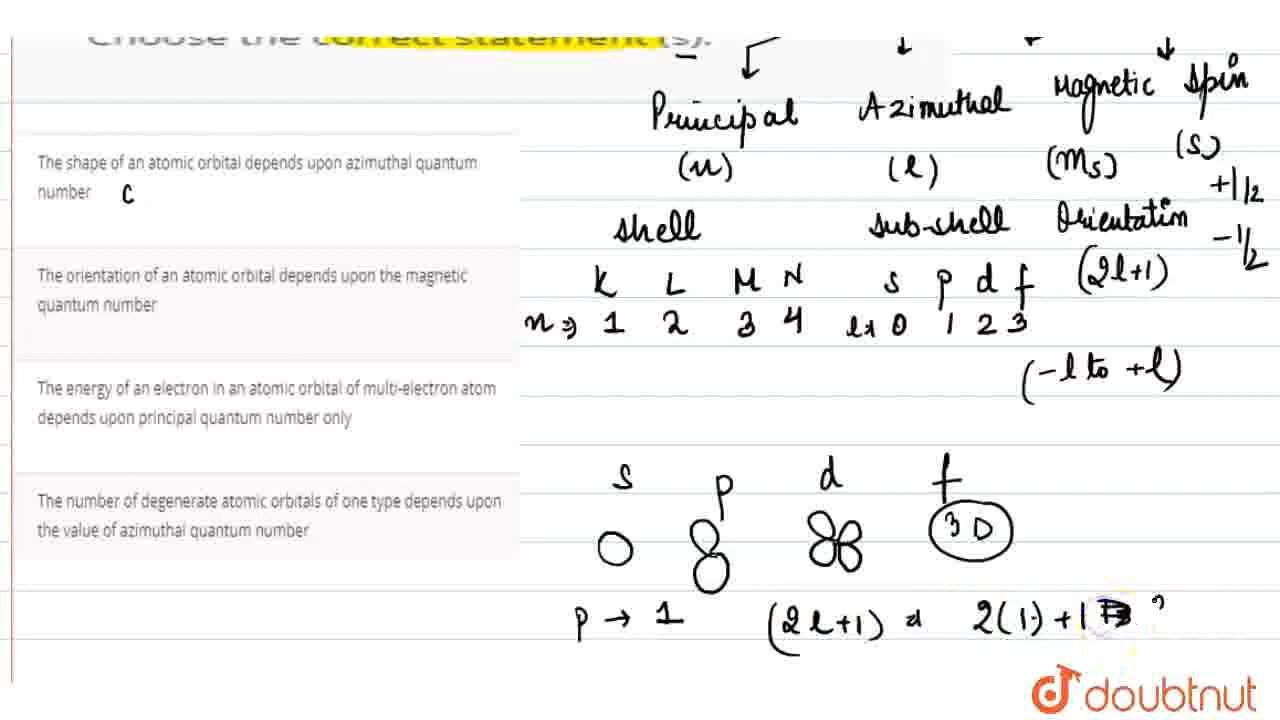 Choose the correct statement (s).
The shape of an atomic orbital depends upon azimuthal quantum
number C
The orientation of an atomic orbital depends upon the magnetic
quantum number
The energy of an electron in an atomic orbital of multi-electron atom
depends upon principal quantum number only
The number of degenerate atomic orbitals of one type depends upon
the value of azimuthal quantum number
Principal Azimuthal Magnetic Spin
(n) (l) (ms) (s)
+1/2
-1/2
Shell Sub-shell Orientation
(2l+1)
K L M N s p d f
n⇒ 1 2 3 4 l→ 0 1 2 3
(-l to +l)
s p d f
3D
p → 1 (2l+1) = 2(1) + 1
doubtnut